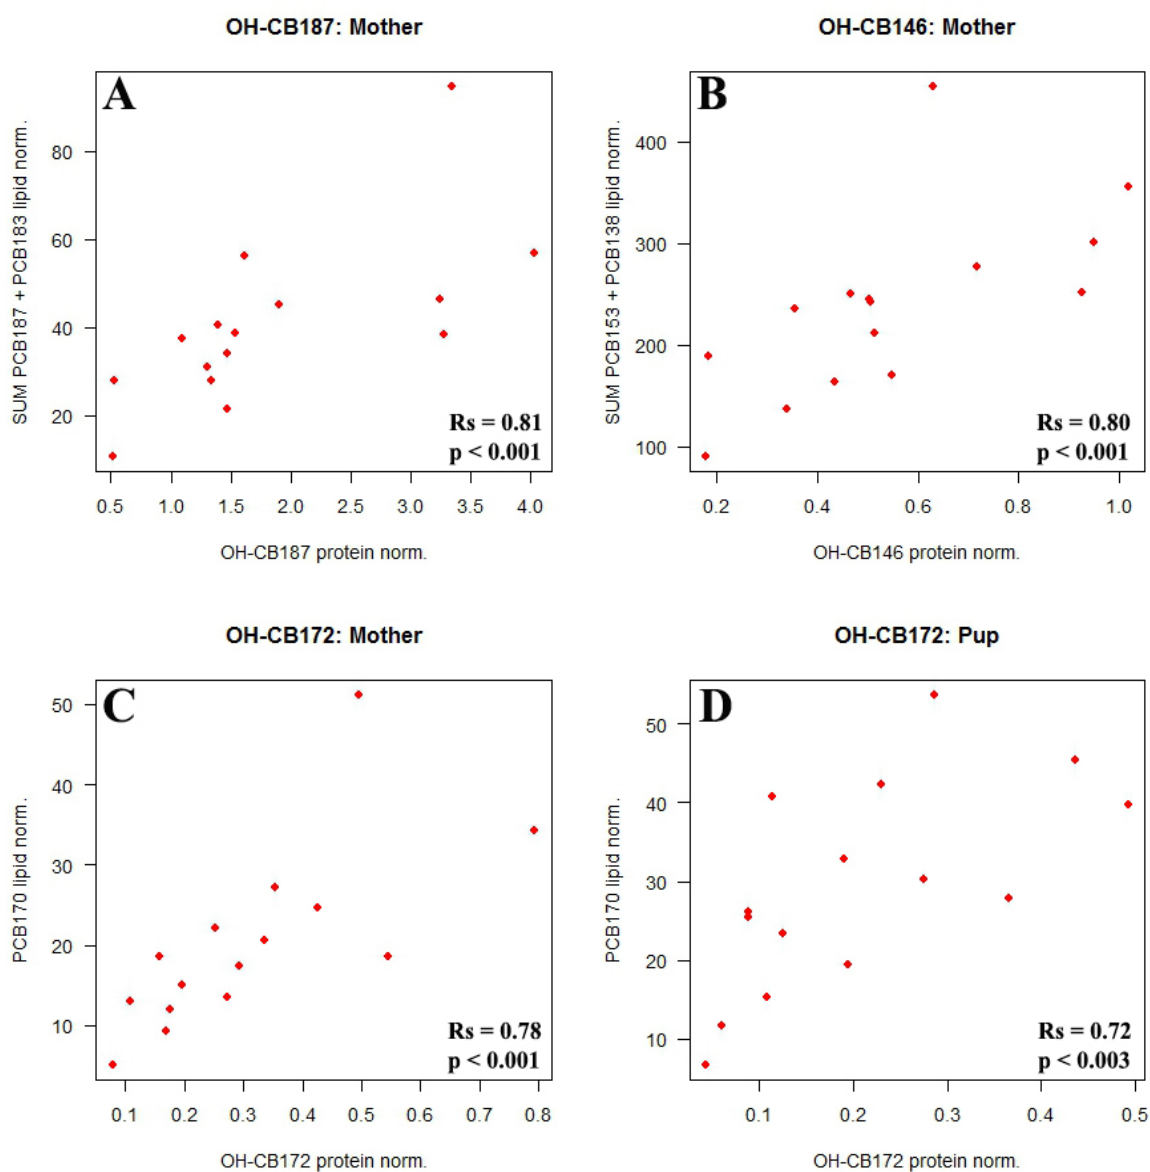 OH-CB187: Mother
A
SUM PCB187 + PCB183 lipid norm.
80
60
40
20
Rs = 0.81
p < 0.001
0.5 1.0 1.5 2.0 2.5 3.0 3.5 4.0
OH-CB187 protein norm.
OH-CB146: Mother
B
SUM PCB153 + PCB138 lipid norm.
400
300
200
100
Rs = 0.80
p < 0.001
0.2 0.4 0.6 0.8 1.0
OH-CB146 protein norm.
OH-CB172: Mother
C
PCB170 lipid norm.
50
40
30
20
10
Rs = 0.78
p < 0.001
0.1 0.2 0.3 0.4 0.5 0.6 0.7 0.8
OH-CB172 protein norm.
OH-CB172: Pup
D
PCB170 lipid norm.
50
40
30
20
10
Rs = 0.72
p < 0.003
0.1 0.2 0.3 0.4 0.5
OH-CB172 protein norm.